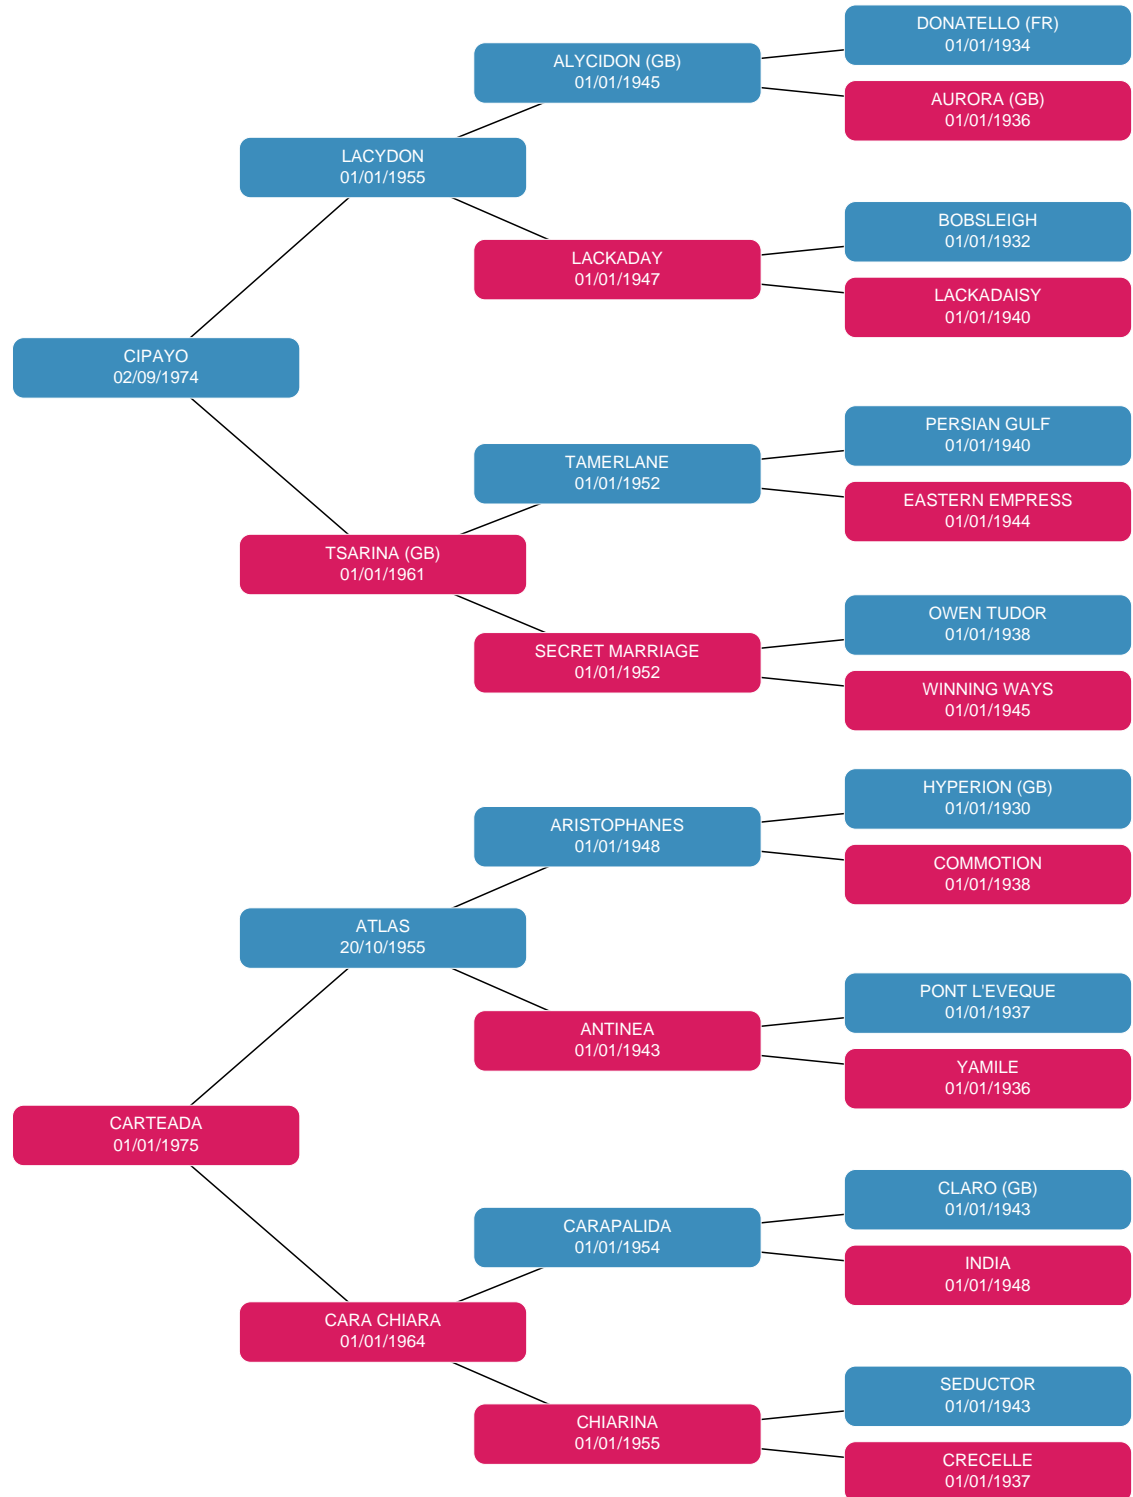 DONATELLO (FR)
01/01/1934
ALYCIDON (GB)
01/01/1945
AURORA (GB)
01/01/1936
LACYDON
01/01/1955
BOBSLEIGH
01/01/1932
LACKADAY
01/01/1947
LACKADAISY
01/01/1940
CIPAYO
02/09/1974
PERSIAN GULF
01/01/1940
TAMERLANE
01/01/1952
EASTERN EMPRESS
01/01/1944
TSARINA (GB)
01/01/1961
OWEN TUDOR
01/01/1938
SECRET MARRIAGE
01/01/1952
WINNING WAYS
01/01/1945
HYPERION (GB)
01/01/1930
ARISTOPHANES
01/01/1948
COMMOTION
01/01/1938
ATLAS
20/10/1955
PONT L'EVEQUE
01/01/1937
ANTINEA
01/01/1943
YAMILE
01/01/1936
CARTEADA
01/01/1975
CLARO (GB)
01/01/1943
CARAPALIDA
01/01/1954
INDIA
01/01/1948
CARA CHIARA
01/01/1964
SEDUCTOR
01/01/1943
CHIARINA
01/01/1955
CRECELLE
01/01/1937